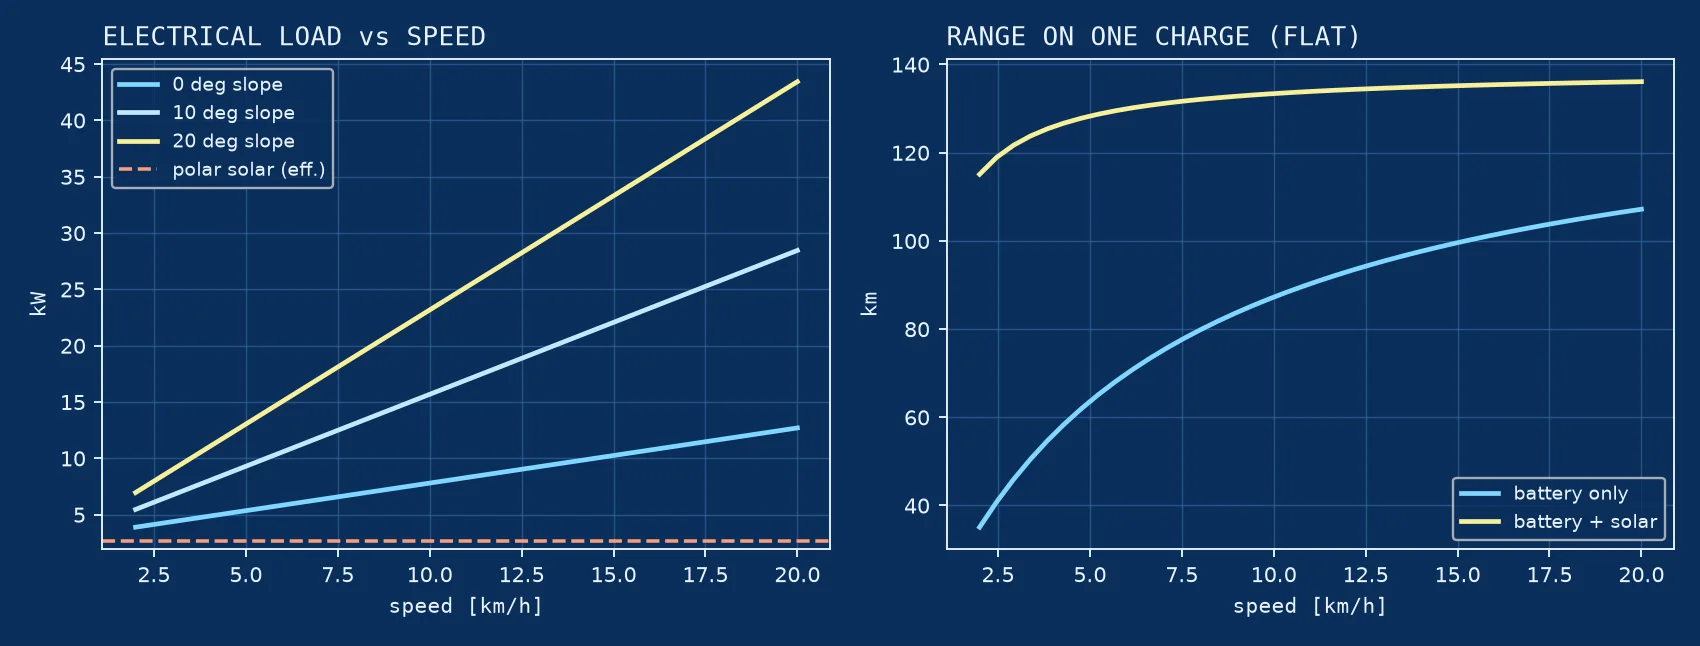 ELECTRICAL LOAD vs SPEED
45
40
35
30
25
20
15
10
5
kW
0 deg slope
10 deg slope
20 deg slope
polar solar (eff.)
2.5 5.0 7.5 10.0 12.5 15.0 17.5 20.0
speed [km/h]
RANGE ON ONE CHARGE (FLAT)
140
120
100
80
60
40
km
battery only
battery + solar
2.5 5.0 7.5 10.0 12.5 15.0 17.5 20.0
speed [km/h]